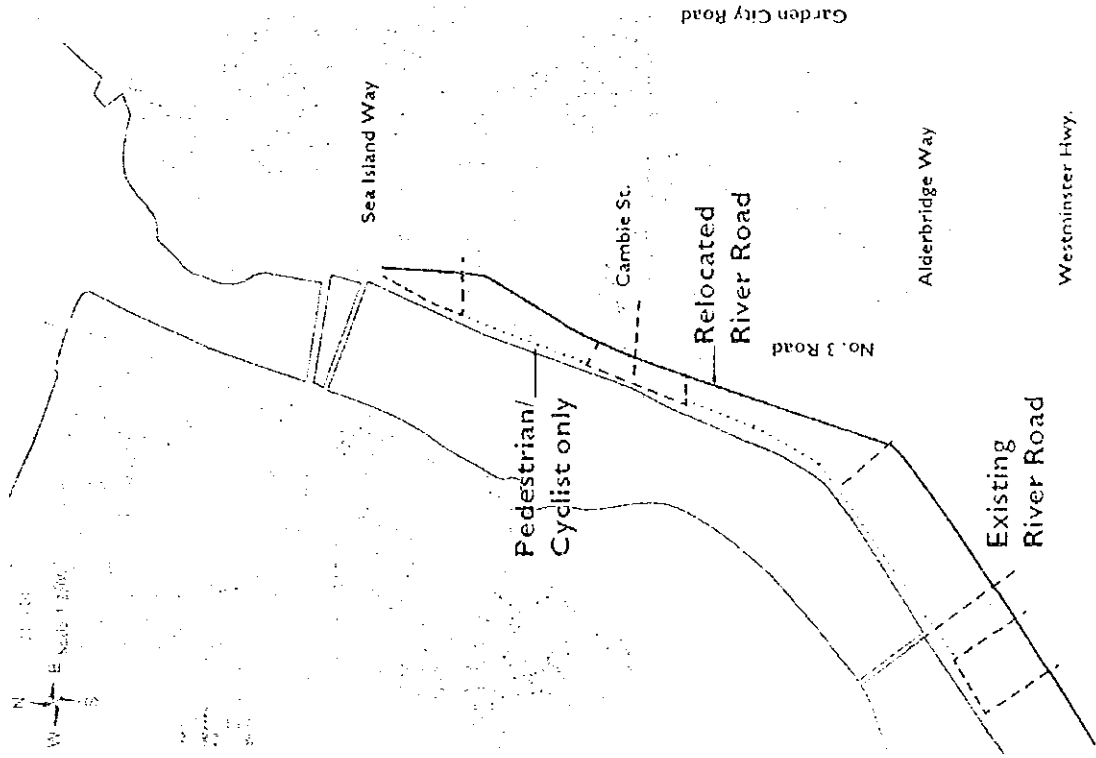 N
W E
S
Garden City Road
Sea Island Way
Cambie St.
Relocated
River Road
No. 3 Road
Alderbridge Way
Westminster Hwy.
Pedestrian/
Cyclist only
Existing
River Road